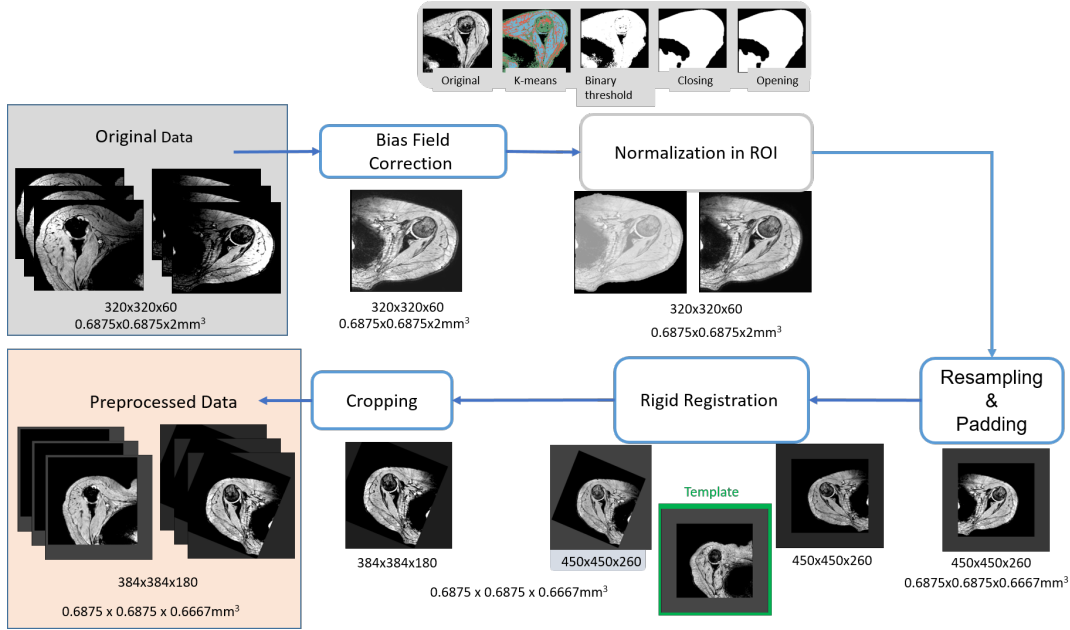 Original
K-means
Binary
threshold
Closing
Opening
Original Data
Bias Field
Correction
Normalization in ROI
320x320x60
0.6875x0.6875x2mm³
320x320x60
0.6875x0.6875x2mm³
320x320x60
0.6875x0.6875x2mm³
Preprocessed Data
Cropping
Rigid Registration
Resampling
&
Padding
Template
384x384x180
0.6875 x 0.6875 x 0.6667mm³
384x384x180
450x450x260
0.6875 x 0.6875 x 0.6667mm³
450x450x260
450x450x260
0.6875x0.6875x0.6667mm³